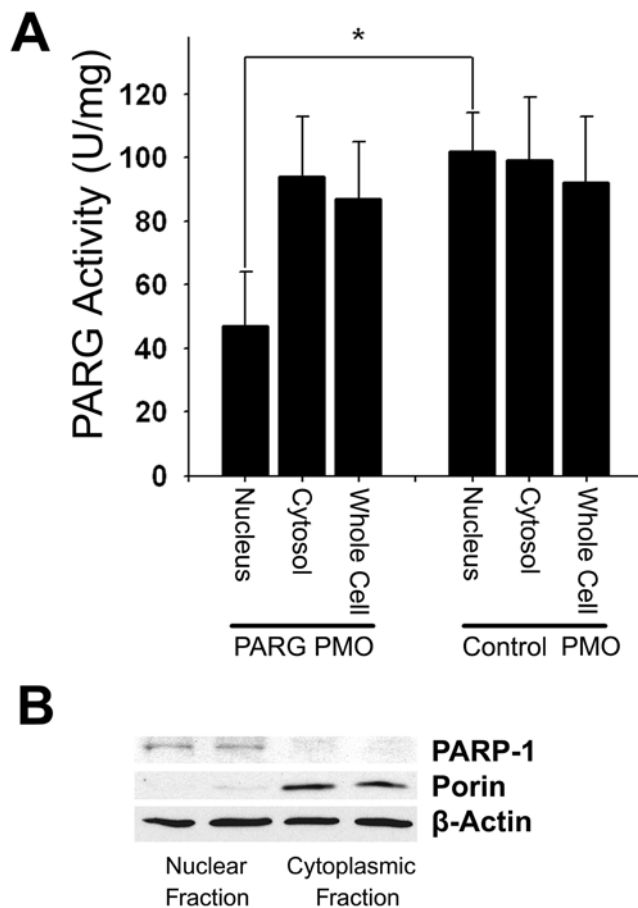 A
*
PARG Activity (U/mg)
120
100
80
60
40
20
0
Nucleus
Cytosol
Whole Cell
Nucleus
Cytosol
Whole Cell
PARG PMO
Control PMO
B
PARP-1
Porin
β-Actin
Nuclear Cytoplasmic
Fraction Fraction